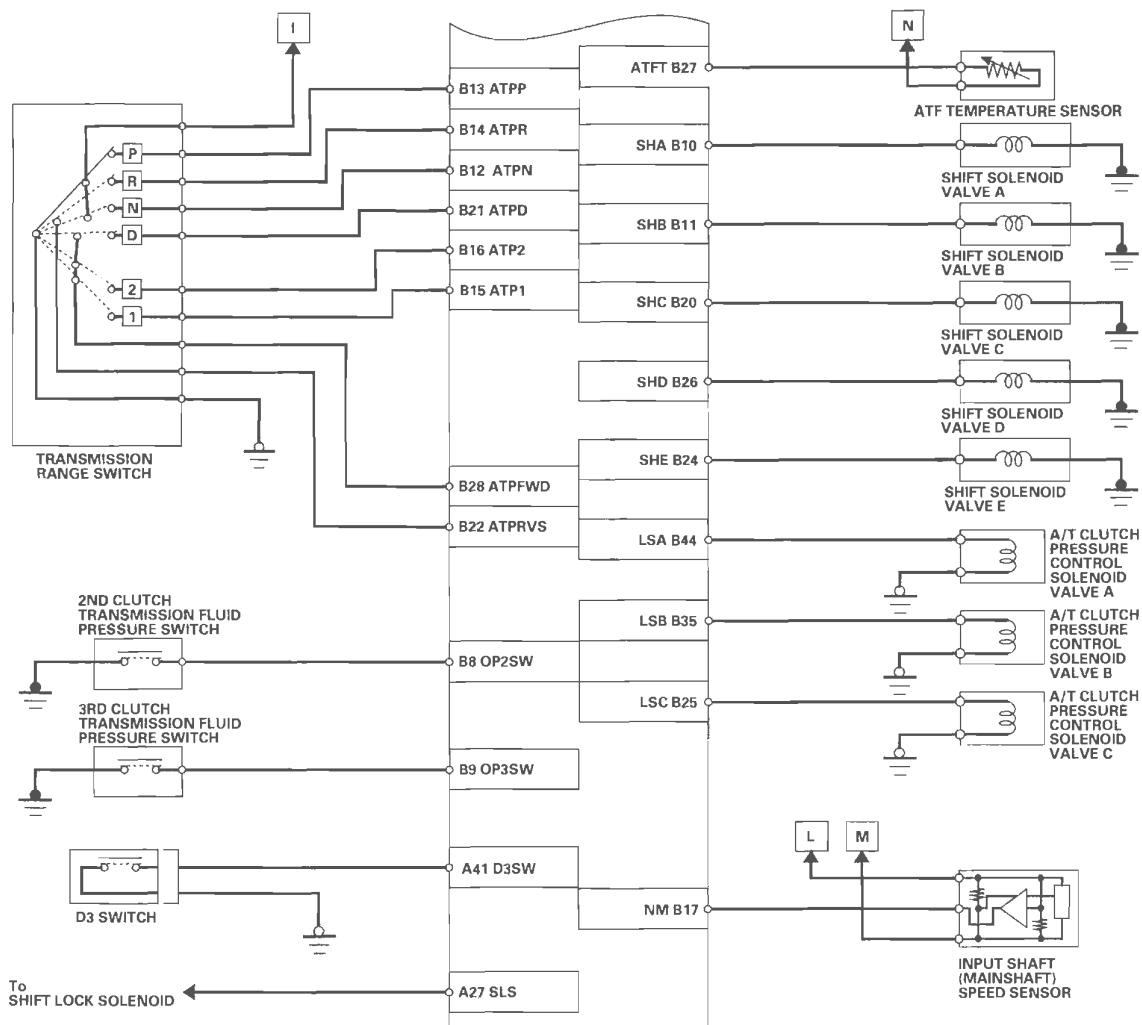 I
N
ATFT B27
ATF TEMPERATURE SENSOR
B13 ATPP
B14 ATPR
B12 ATPN
B21 ATPD
B16 ATP2
B15 ATP1
P
R
N
D
2
1
TRANSMISSION
RANGE SWITCH
SHA B10
SHIFT SOLENOID
VALVE A
SHB B11
SHIFT SOLENOID
VALVE B
SHC B20
SHIFT SOLENOID
VALVE C
SHD B26
SHIFT SOLENOID
VALVE D
SHE B24
SHIFT SOLENOID
VALVE E
B28 ATPFWD
B22 ATPRVS
LSA B44
A/T CLUTCH
PRESSURE
CONTROL
SOLENOID
VALVE A
2ND CLUTCH
TRANSMISSION FLUID
PRESSURE SWITCH
B8 OP2SW
LSB B35
A/T CLUTCH
PRESSURE
CONTROL
SOLENOID
VALVE B
LSC B25
A/T CLUTCH
PRESSURE
CONTROL
SOLENOID
VALVE C
3RD CLUTCH
TRANSMISSION FLUID
PRESSURE SWITCH
B9 OP3SW
L
M
A41 D3SW
D3 SWITCH
NM B17
INPUT SHAFT
(MAINSHAFT)
SPEED SENSOR
To
SHIFT LOCK SOLENOID
A27 SLS